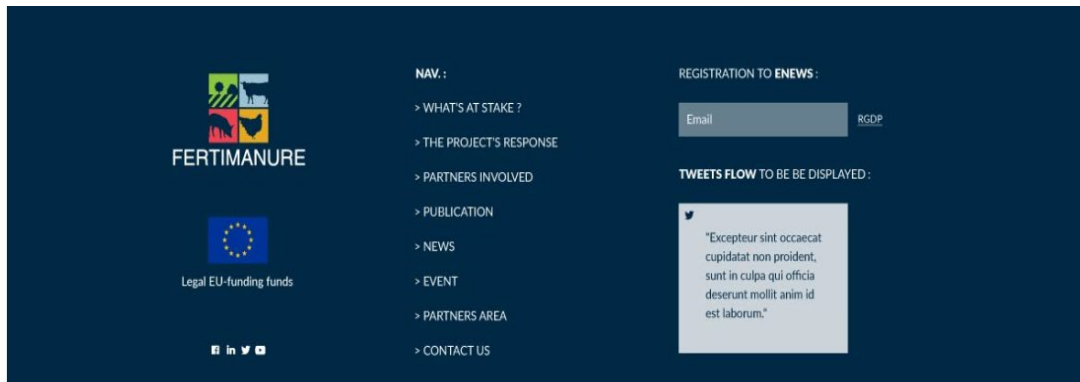 FERTIMANURE
Legal EU-funding funds
NAV. :
> WHAT'S AT STAKE ?
> THE PROJECT'S RESPONSE
> PARTNERS INVOLVED
> PUBLICATION
> NEWS
> EVENT
> PARTNERS AREA
> CONTACT US
REGISTRATION TO ENEWS :
Email RGDP
TWEETS FLOW TO BE BE DISPLAYED :
"Excepteur sint occaecat
cupidatat non proident,
sunt in culpa qui officia
deserunt mollit anim id
est laborum."